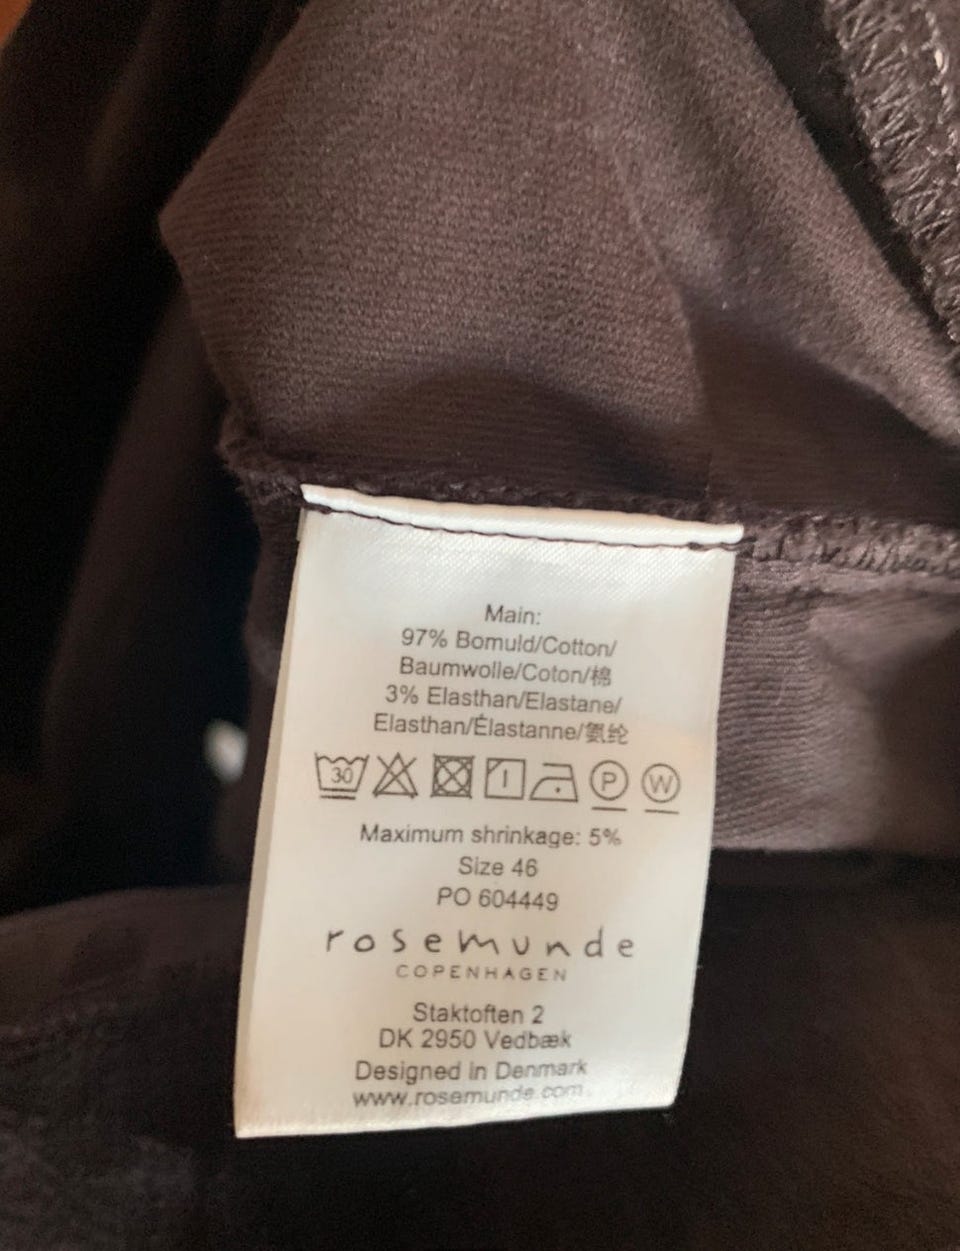 Main:
97% Bomuld/Cotton/
Baumwolle/Coton/棉
3% Elasthan/Elastane/
Elasthan/Élastanne/氨纶
30
P W
Maximum shrinkage: 5%
Size 46
PO 604449
rosemunde
COPENHAGEN
Staktoften 2
DK 2950 Vedbæk
Designed in Denmark
www.rosemunde.com